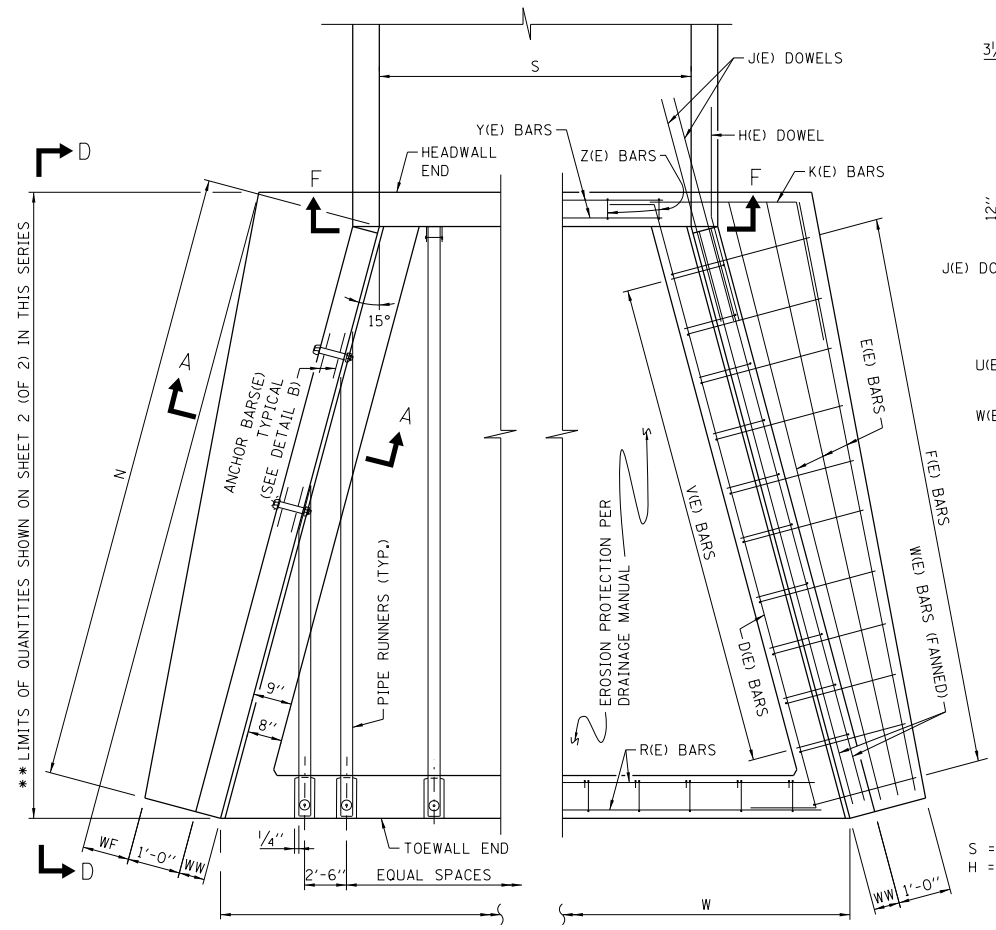 3½
S
J(E) DOWELS
Y(E) BARS
H(E) DOWEL
D
HEADWALL
END
Z(E) BARS
F
F
K(E) BARS
12''
J(E) DO
15°
A
A
ANCHOR BARS(E)
TYPICAL
(SEE DETAIL B)
U(E
W(E
E(E) BARS
F(E) BARS
N
** LIMITS OF QUANTITIES SHOWN ON SHEET 2 (OF 2) IN THIS SERIES
V(E) BARS
PIPE RUNNERS (TYP.)
EROSION PROTECTION PER
DRAINAGE MANUAL
W(E) BARS (FANNED)
D(E) BARS
9''
8''
R(E) BARS
WF
1'-0''
WW
D
1/4''
TOEWALL END
2'-6''
EQUAL SPACES
W
WW
1'-0''
S =
H =